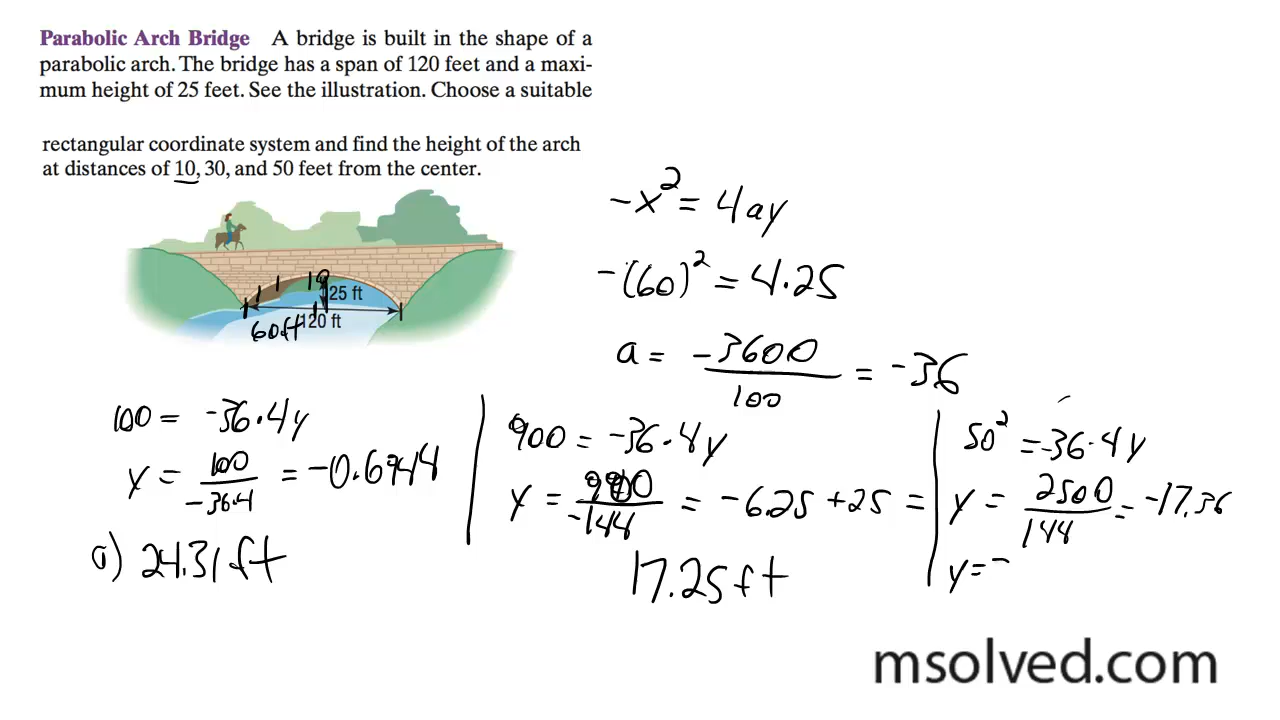 Parabolic Arch Bridge A bridge is built in the shape of a
parabolic arch. The bridge has a span of 120 feet and a maxi-
mum height of 25 feet. See the illustration. Choose a suitable
rectangular coordinate system and find the height of the arch
at distances of 10, 30, and 50 feet from the center.
25 ft
120 ft
60ft
-x² = 4ay
-(60)² = 4·25
a = -3600/100 = -36
100 = -36·4y
y = 100/-36·4 = -0.6944
a) 24.31 ft
900 = -36·4y
y = 900/-144 = -6.25 +25 =
17.25 ft
50² = -36·4y
y = 2500/144 = -17.36
y = -
msolved.com